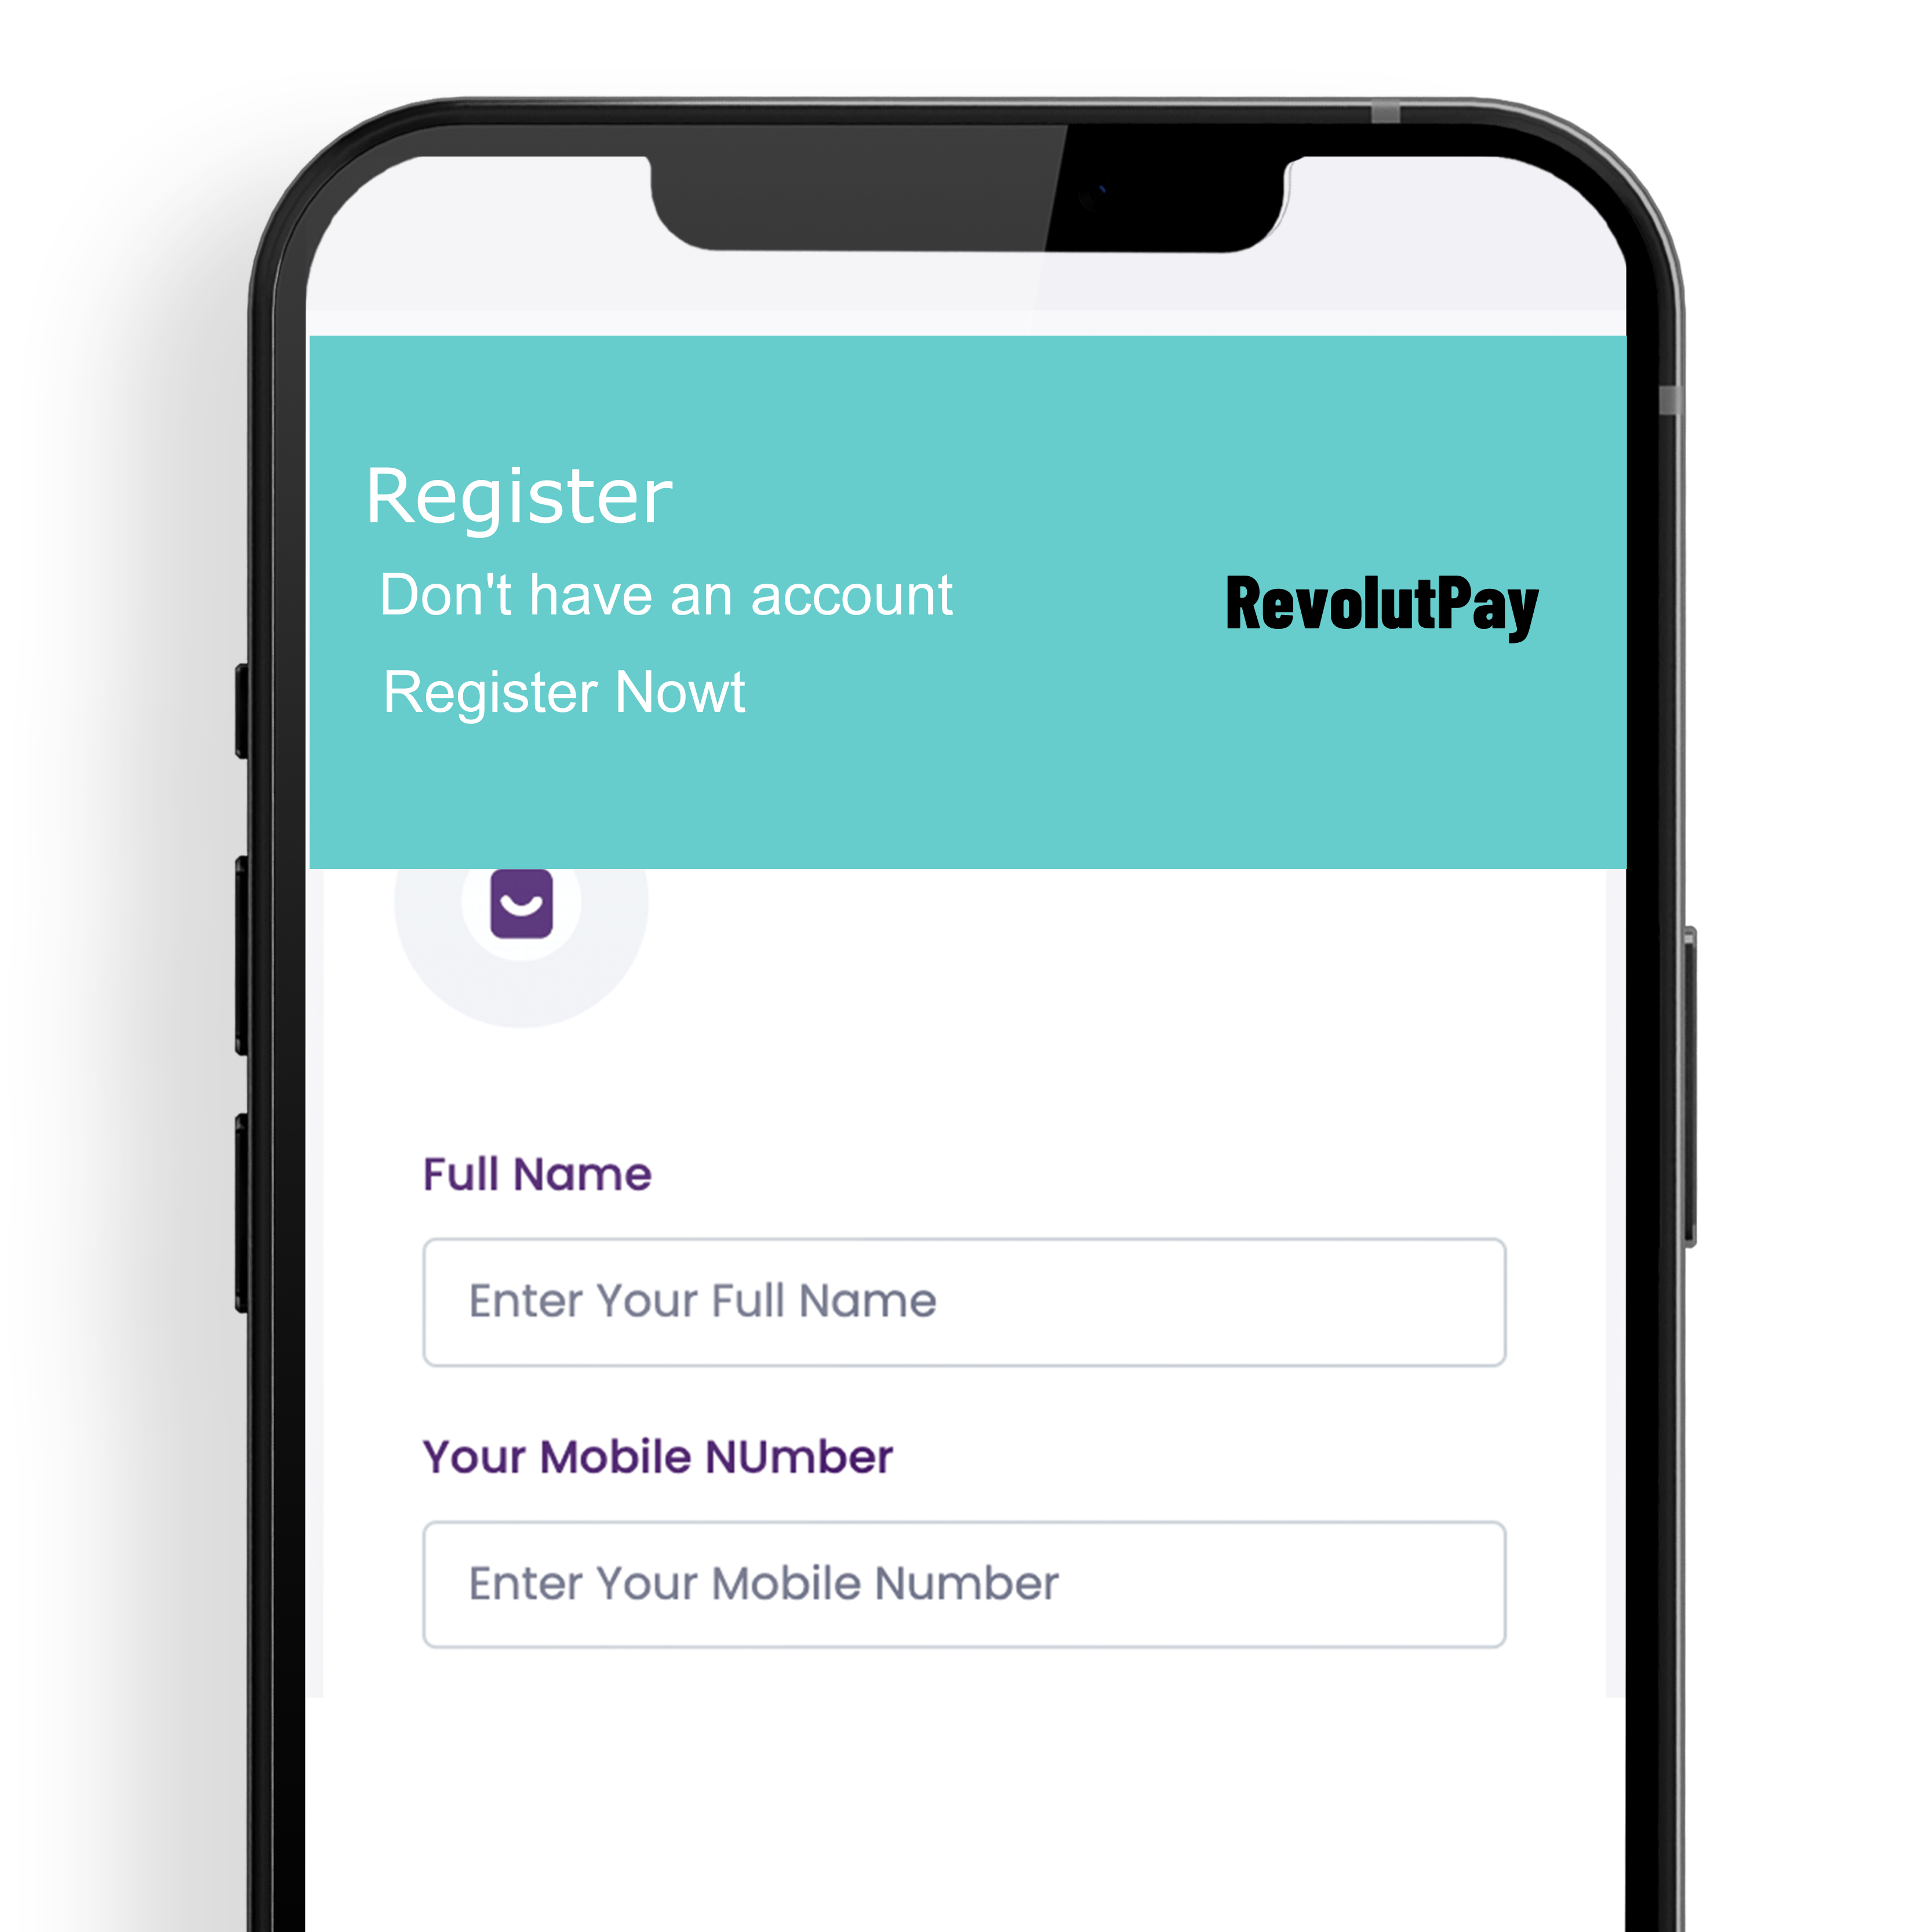 Register
Don't have an account
RevolutPay
Register Nowt
Full Name
Enter Your Full Name
Your Mobile NUmber
Enter Your Mobile Number